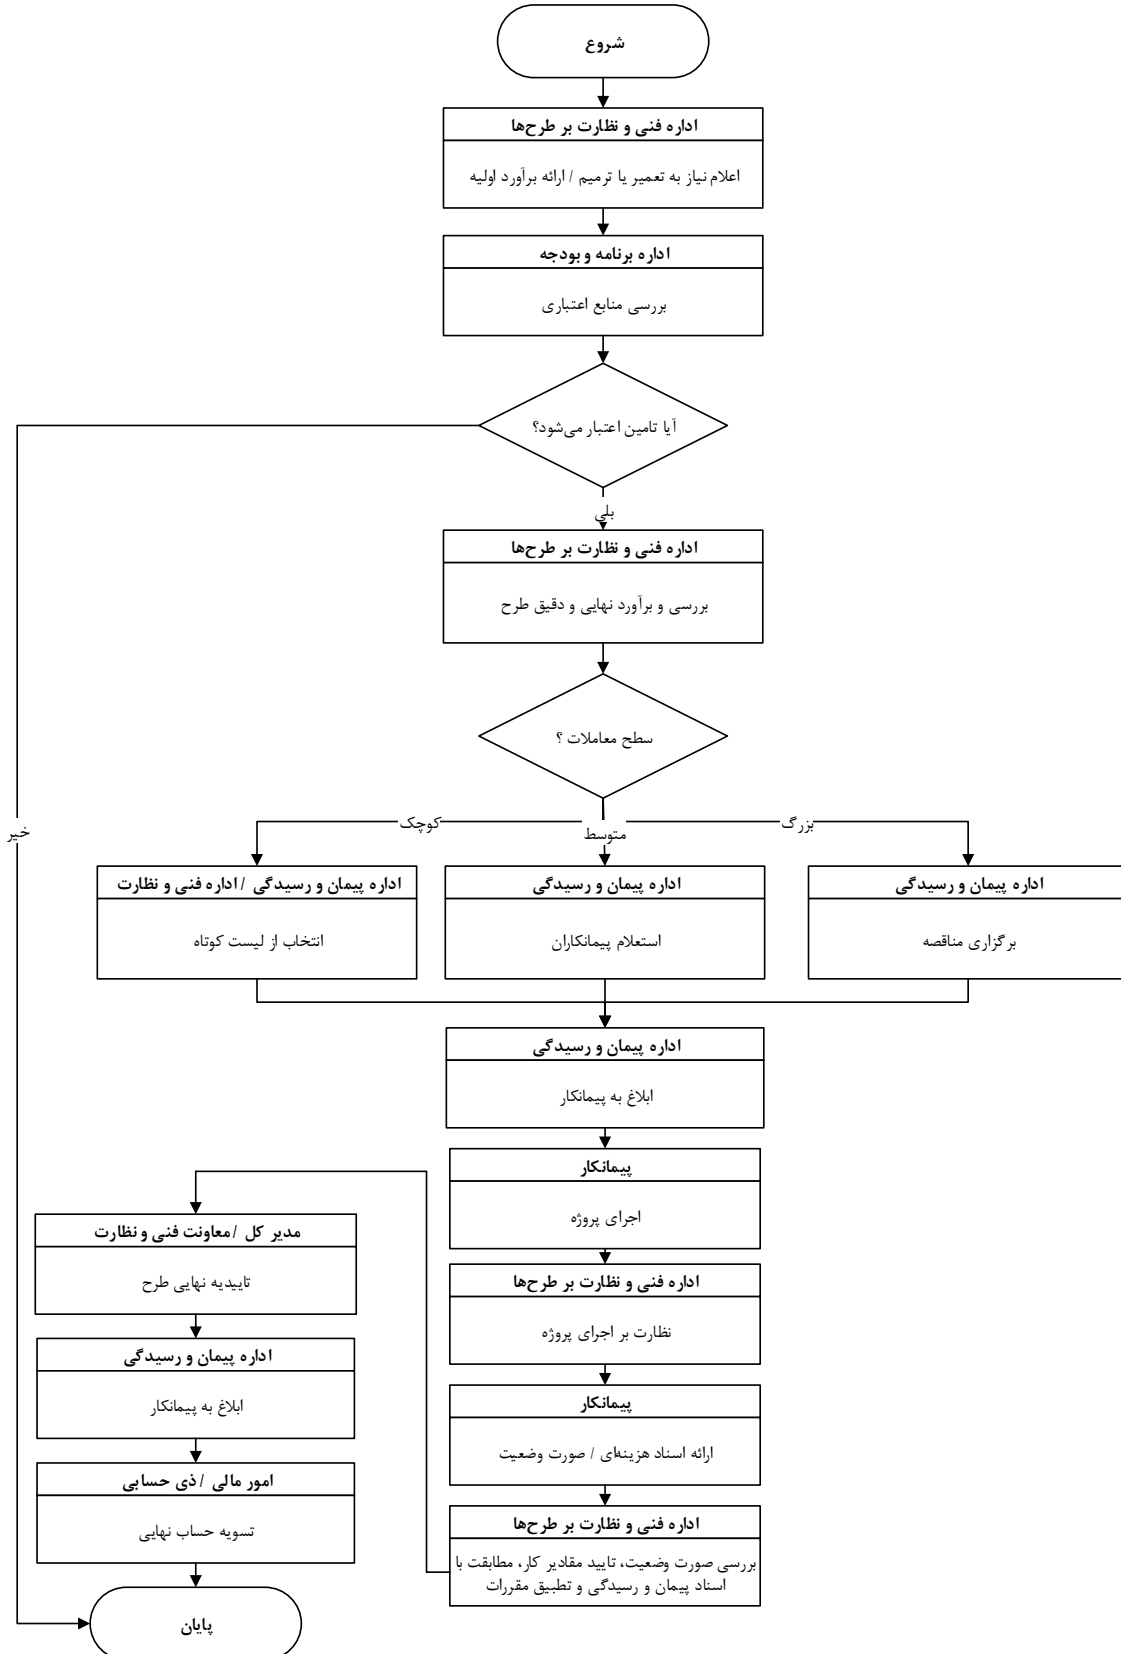 شروع
اداره فنی و نظارت بر طرح‌ها
اعلام نیاز به تعمیر یا ترمیم / ارائه برآورد اولیه
اداره برنامه و بودجه
بررسی منابع اعتباری
آیا تامین اعتبار می‌شود؟
بلی
اداره فنی و نظارت بر طرح‌ها
بررسی و برآورد نهایی و دقیق طرح
سطح معاملات ؟
بزرگ
متوسط
کوچک
خیر
اداره پیمان و رسیدگی
برگزاری مناقصه
اداره پیمان و رسیدگی
استعلام پیمانکاران
اداره پیمان و رسیدگی / اداره فنی و نظارت
انتخاب از لیست کوتاه
اداره پیمان و رسیدگی
ابلاغ به پیمانکار
پیمانکار
اجرای پروژه
اداره فنی و نظارت بر طرح‌ها
نظارت بر اجرای پروژه
پیمانکار
ارائه اسناد هزینه‌ای / صورت وضعیت
اداره فنی و نظارت بر طرح‌ها
بررسی صورت وضعیت، تایید مقادیر کار، مطابقت با
اسناد پیمان و رسیدگی و تطبیق مقررات
مدیر کل / معاونت فنی و نظارت
تاییدیه نهایی طرح
اداره پیمان و رسیدگی
ابلاغ به پیمانکار
امور مالی / ذی حسابی
تسویه حساب نهایی
پایان